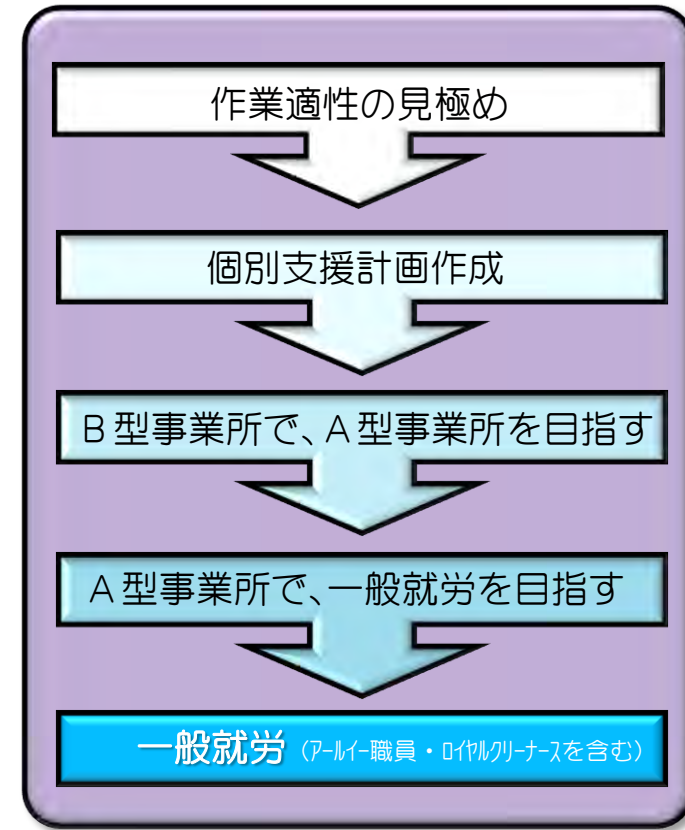 作業適性の見極め
個別支援計画作成
B型事業所で、A型事業所を目指す
A型事業所で、一般就労を目指す
一般就労（ｱｰﾙｲｰ職員・ﾛｲﾔﾙｸﾘｰﾅｰｽを含む）